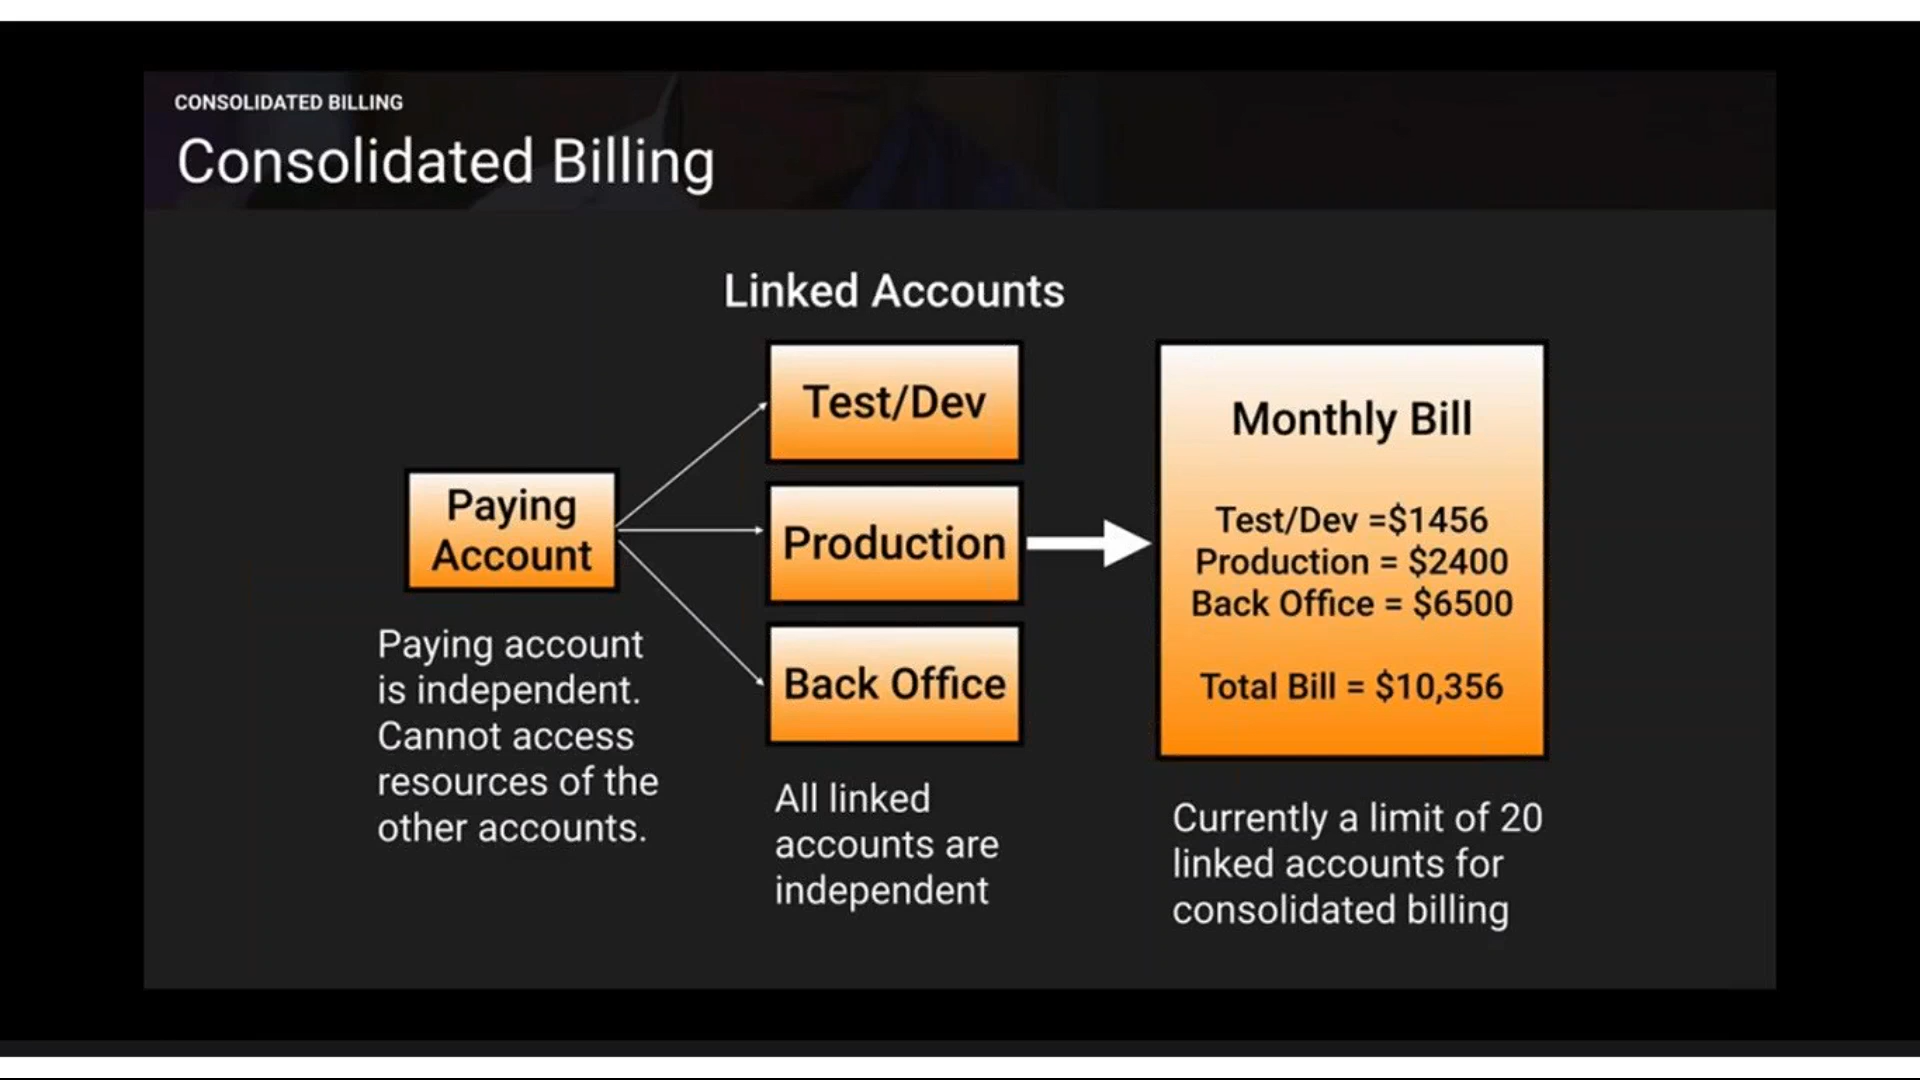 CONSOLIDATED BILLING
Consolidated Billing
Linked Accounts
Paying
Account
Paying account
is independent.
Cannot access
resources of the
other accounts.
Test/Dev
Production
Back Office
All linked
accounts are
independent
Monthly Bill
Test/Dev =$1456
Production = $2400
Back Office = $6500
Total Bill = $10,356
Currently a limit of 20
linked accounts for
consolidated billing